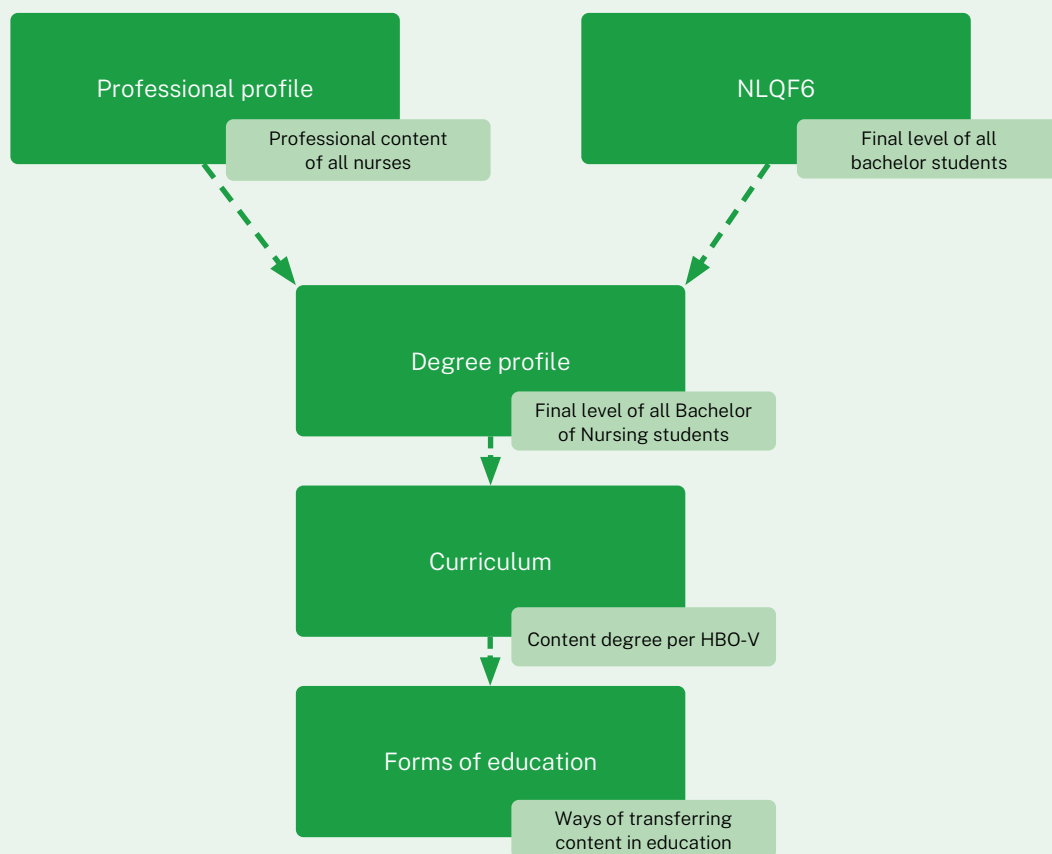 Professional profile
Professional content
of all nurses
NLQF6
Final level of all
bachelor students
Degree profile
Final level of all Bachelor
of Nursing students
Curriculum
Content degree per HBO-V
Forms of education
Ways of transferring
content in education